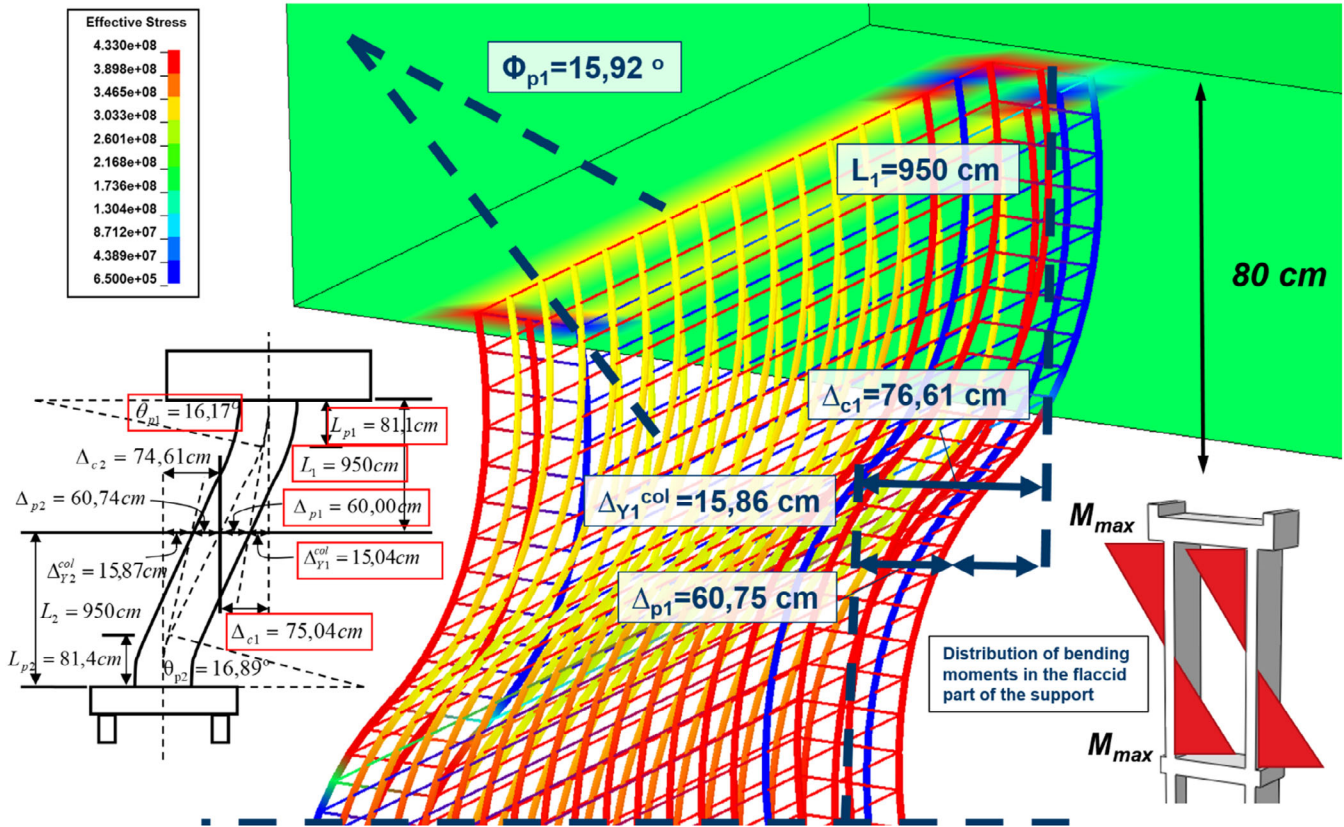 Effective Stress
4.330e+08
3.898e+08
3.465e+08
3.033e+08
2.601e+08
2.168e+08
1.736e+08
1.304e+08
8.712e+07
4.389e+07
6.500e+05
Φp1=15,92 °
L1=950 cm
80 cm
Δc1=76,61 cm
ΔY1col =15,86 cm
Δp1=60,75 cm
θp1 = 16,17°
Lp1 = 81,1cm
Δc2 = 74,61cm
L1 = 950cm
Δp2 = 60,74cm
Δp1 = 60,00cm
ΔY2col = 15,87cm
ΔY1col = 15,04cm
L2 = 950cm
Δc1 = 75,04cm
Lp2 = 81,4cm
θp2 = 16,89°
Mmax
Distribution of bending
moments in the flaccid
part of the support
Mmax